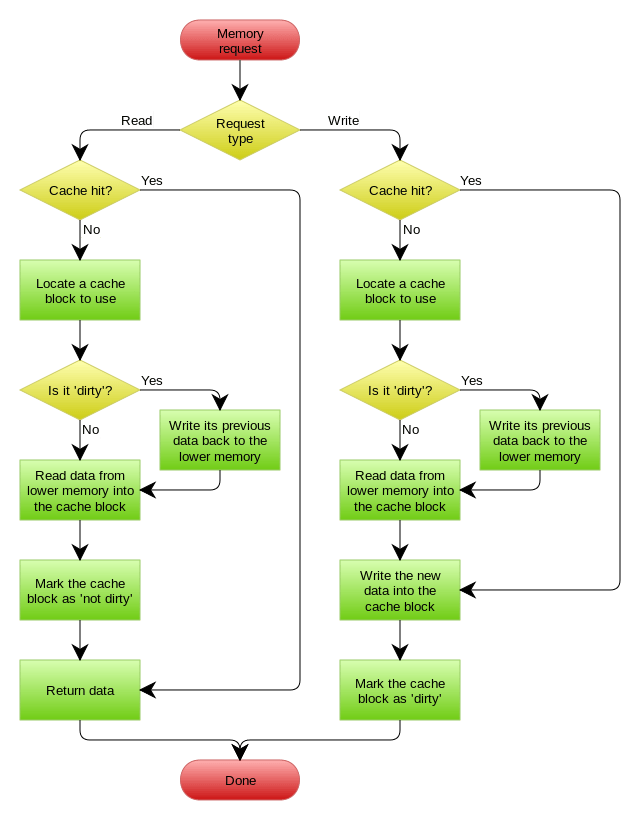 Memory
request
Request
type
Read
Write
Cache hit?
Yes
No
Locate a cache
block to use
Is it 'dirty'?
Yes
No
Write its previous
data back to the
lower memory
Read data from
lower memory into
the cache block
Mark the cache
block as 'not dirty'
Return data
Cache hit?
Yes
No
Locate a cache
block to use
Is it 'dirty'?
Yes
No
Write its previous
data back to the
lower memory
Read data from
lower memory into
the cache block
Write the new
data into the
cache block
Mark the cache
block as 'dirty'
Done